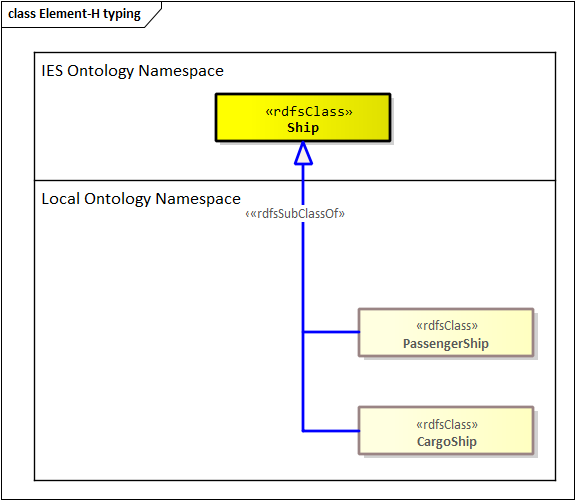 class Element-H typing
IES Ontology Namespace
«rdfsClass»
Ship
Local Ontology Namespace
‹«rdfsSubClassOf»
«rdfsClass»
PassengerShip
«rdfsClass»
CargoShip